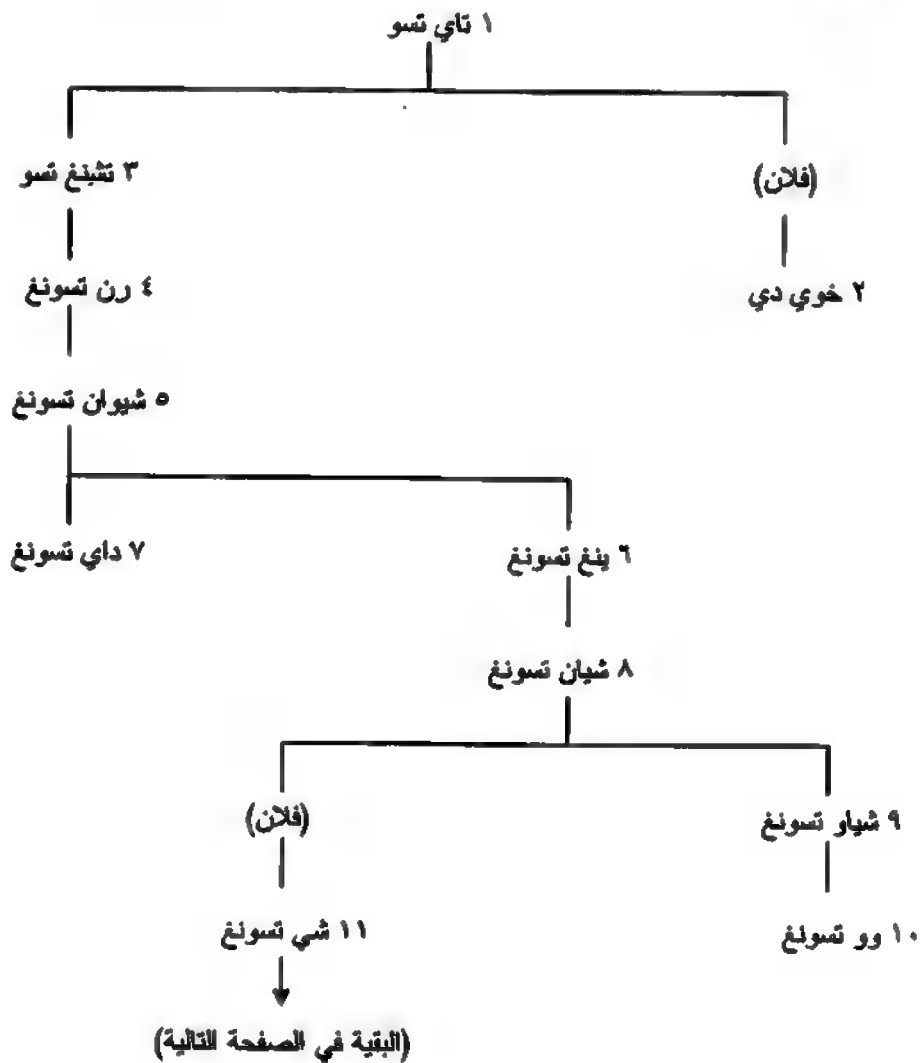 ١ تاي تسو
(فلان)
٣ تشينغ تسو
٢ خوي دي
٤ رن تسونغ
٥ شيوان تسونغ
٦ ينغ تسونغ
٧ داي تسونغ
٨ شيان تسونغ
٩ شياو تسونغ
(فلان)
١٠ وو تسونغ
١١ شي تسونغ
(البقية في الصفحة التالية)